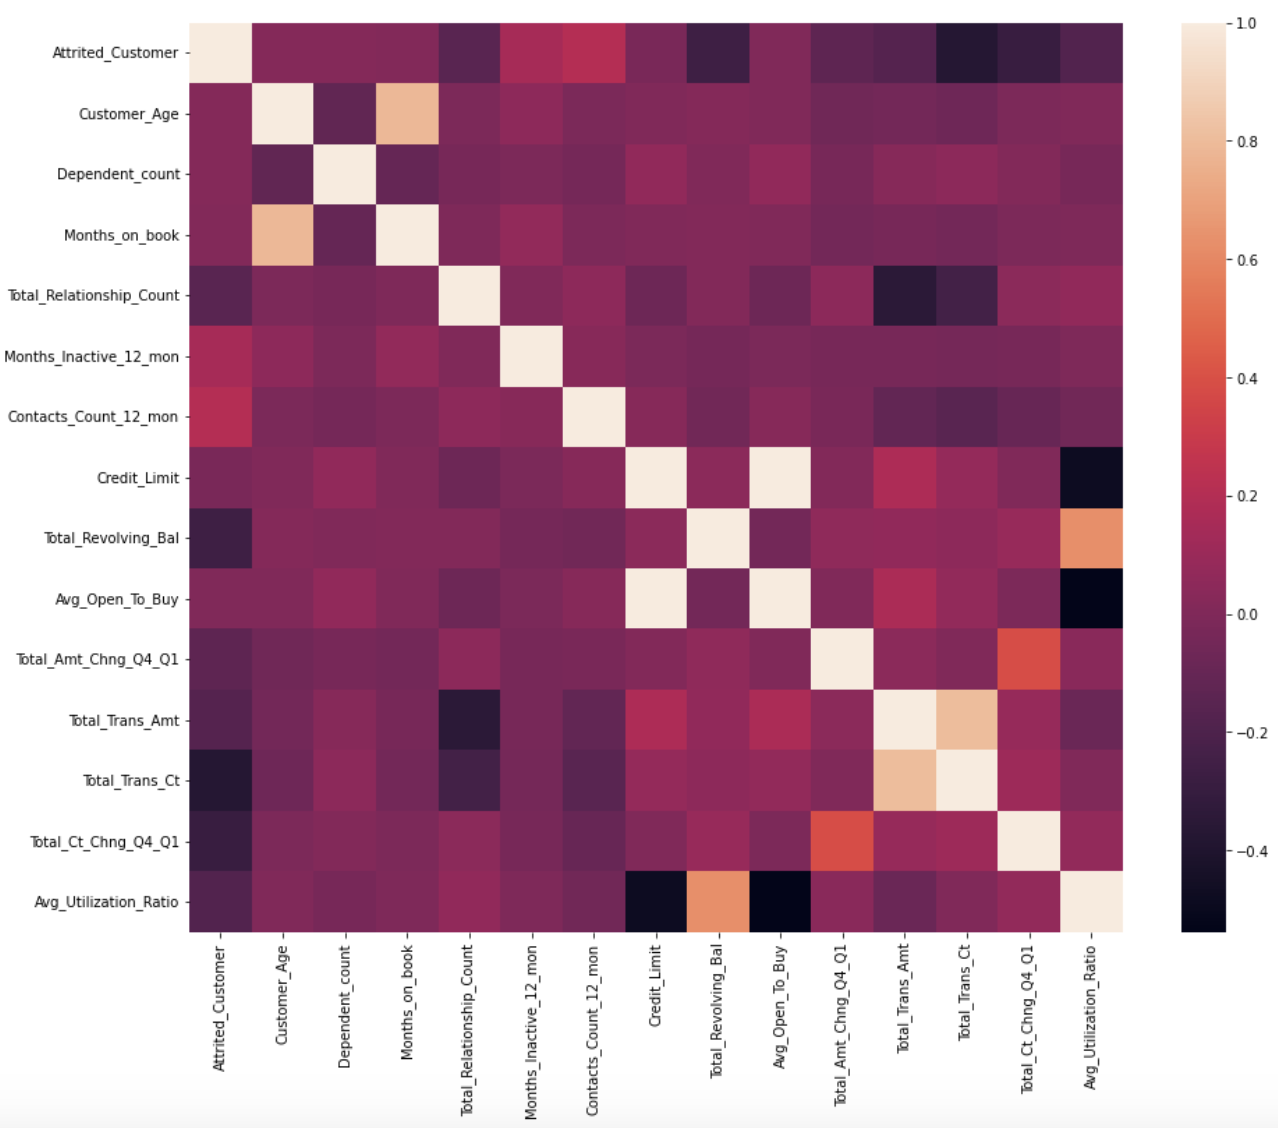 Attrited_Customer
Customer_Age
Dependent_count
Months_on_book
Total_Relationship_Count
Months_Inactive_12_mon
Contacts_Count_12_mon
Credit_Limit
Total_Revolving_Bal
Avg_Open_To_Buy
Total_Amt_Chng_Q4_Q1
Total_Trans_Amt
Total_Trans_Ct
Total_Ct_Chng_Q4_Q1
Avg_Utilization_Ratio
Attrited_Customer
Customer_Age
Dependent_count
Months_on_book
Total_Relationship_Count
Months_Inactive_12_mon
Contacts_Count_12_mon
Credit_Limit
Total_Revolving_Bal
Avg_Open_To_Buy
Total_Amt_Chng_Q4_Q1
Total_Trans_Amt
Total_Trans_Ct
Total_Ct_Chng_Q4_Q1
Avg_Utilization_Ratio
1.0
0.8
0.6
0.4
0.2
0.0
−0.2
−0.4